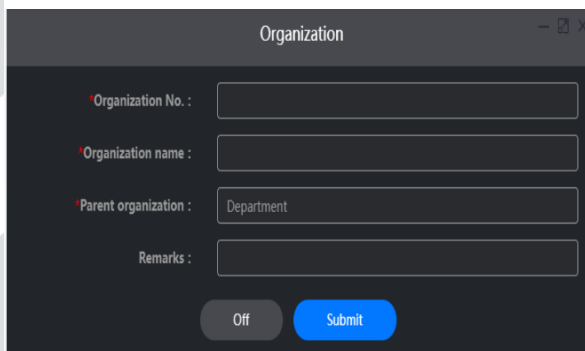 Organization
*Organization No. :
*Organization name :
*Parent organization : Department
Remarks :
Off Submit